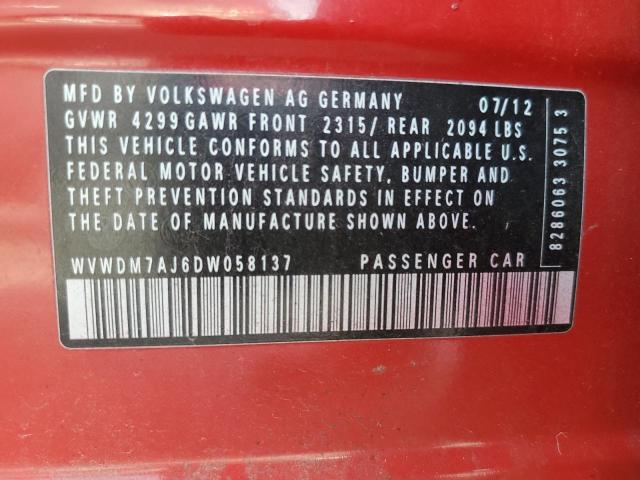 MFD BY VOLKSWAGEN AG GERMANY 07/12
GVWR 4299 GAWR FRONT 2315/ REAR 2094 LBS
THIS VEHICLE CONFORMS TO ALL APPLICABLE U.S.
FEDERAL MOTOR VEHICLE SAFETY, BUMPER AND
THEFT PREVENTION STANDARDS IN EFFECT ON
THE DATE OF MANUFACTURE SHOWN ABOVE.
WVWDM7AJ6DW058137 PASSENGER CAR
8286063 3075 3